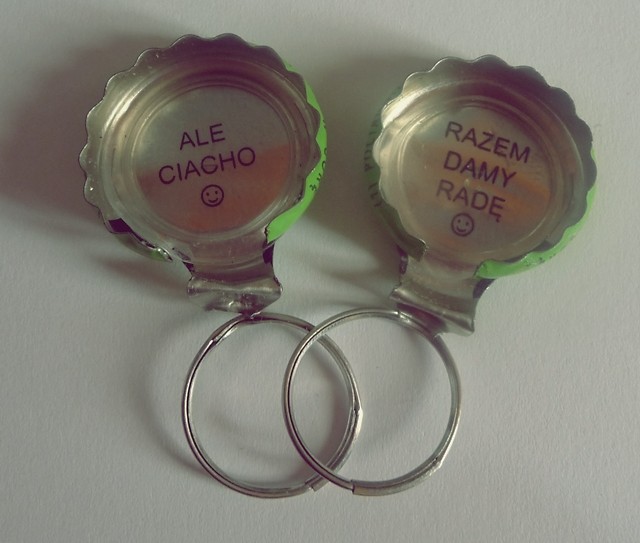 ALE
CIACHO
☺
RAZEM
DAMY
RADĘ
☺